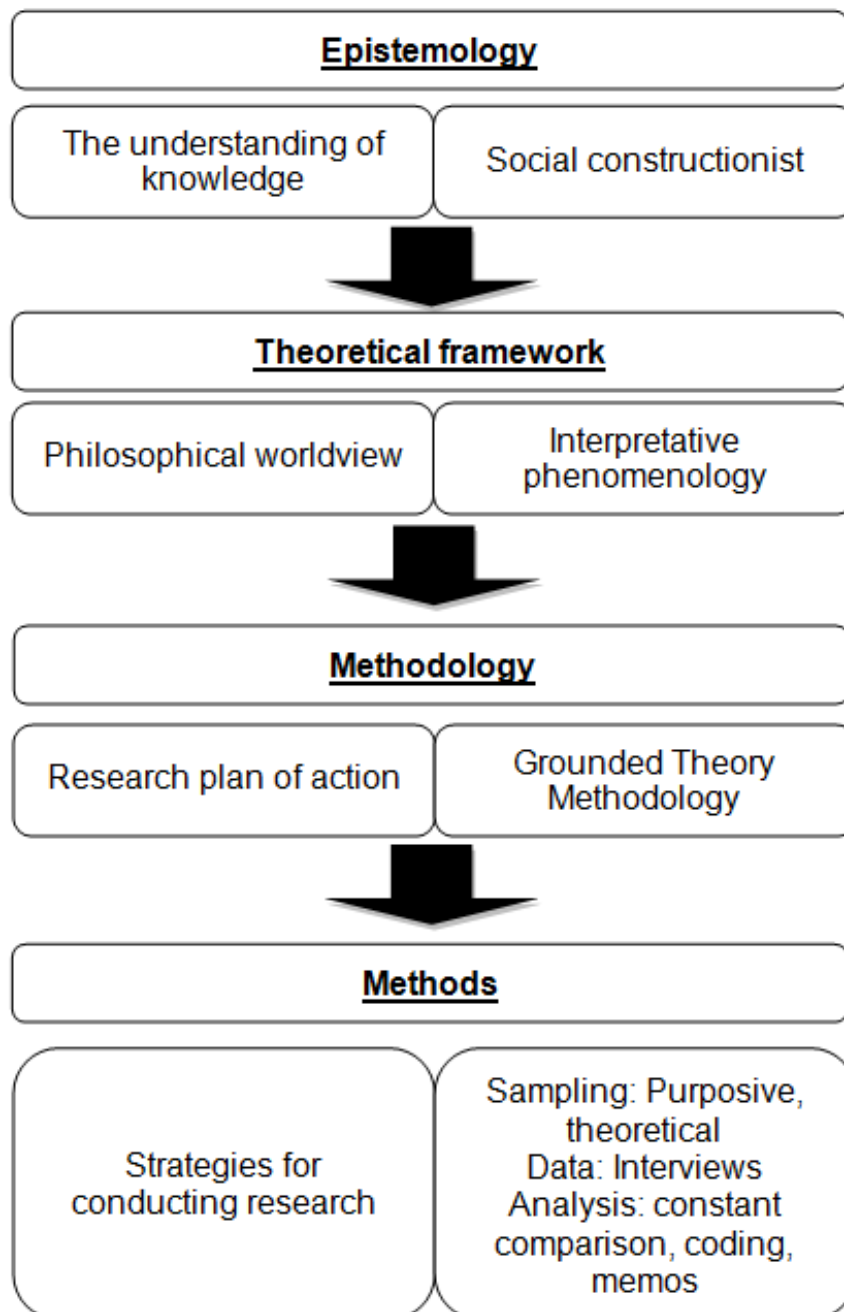 Epistemology
The understanding of
knowledge
Social constructionist
Theoretical framework
Philosophical worldview
Interpretative
phenomenology
Methodology
Research plan of action
Grounded Theory
Methodology
Methods
Strategies for
conducting research
Sampling: Purposive,
theoretical
Data: Interviews
Analysis: constant
comparison, coding,
memos